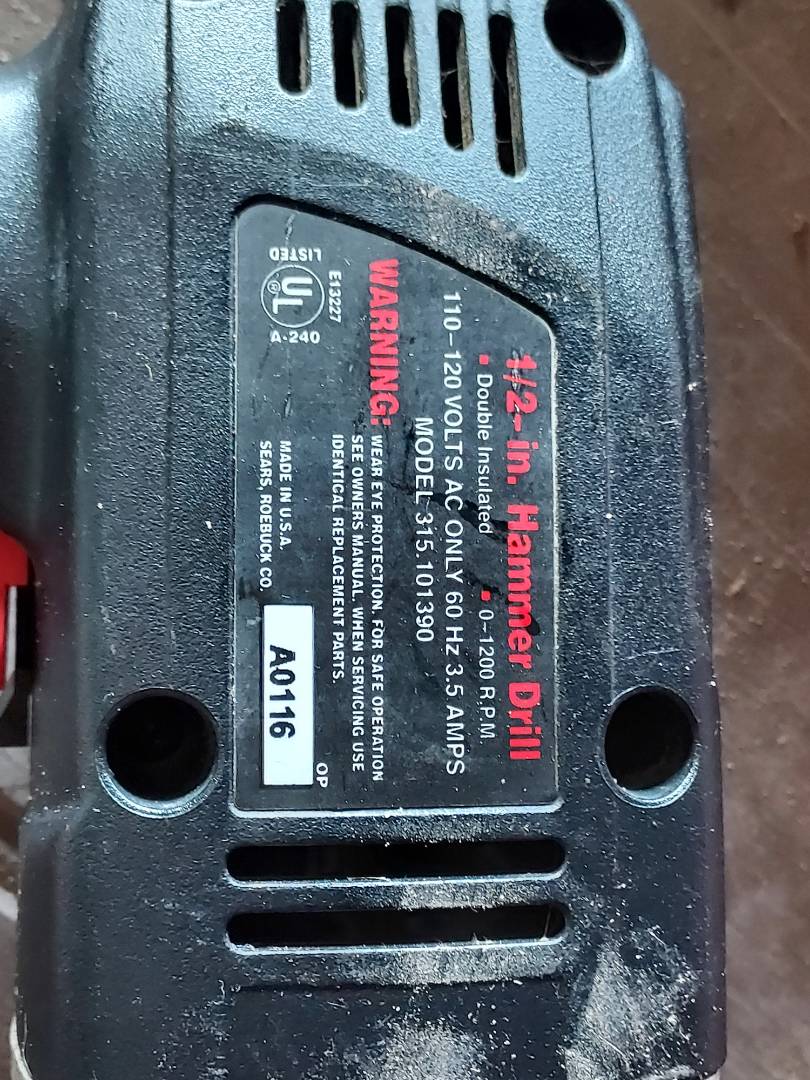 1/2-in. Hammer Drill
• Double Insulated • 0-1200 R.P.M.
110-120 VOLTS AC ONLY 60 Hz 3.5 AMPS
MODEL 315.101390
WARNING: WEAR EYE PROTECTION. FOR SAFE OPERATION
SEE OWNERS MANUAL. WHEN SERVICING USE
IDENTICAL REPLACEMENT PARTS.
E13227
LISTED
UL®
A-240
MADE IN U.S.A.
SEARS, ROEBUCK CO.
A0116
OP